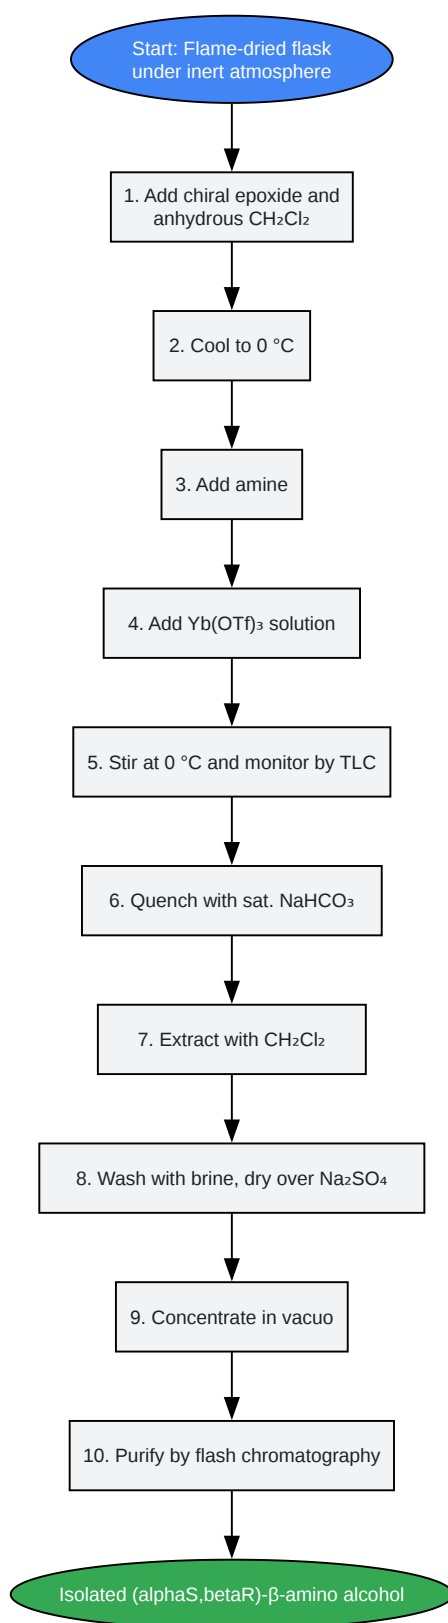 Start: Flame-dried flask
under inert atmosphere
1. Add chiral epoxide and
anhydrous CH₂Cl₂
2. Cool to 0 °C
3. Add amine
4. Add Yb(OTf)₃ solution
5. Stir at 0 °C and monitor by TLC
6. Quench with sat. NaHCO₃
7. Extract with CH₂Cl₂
8. Wash with brine, dry over Na₂SO₄
9. Concentrate in vacuo
10. Purify by flash chromatography
Isolated (alphaS,betaR)-β-amino alcohol